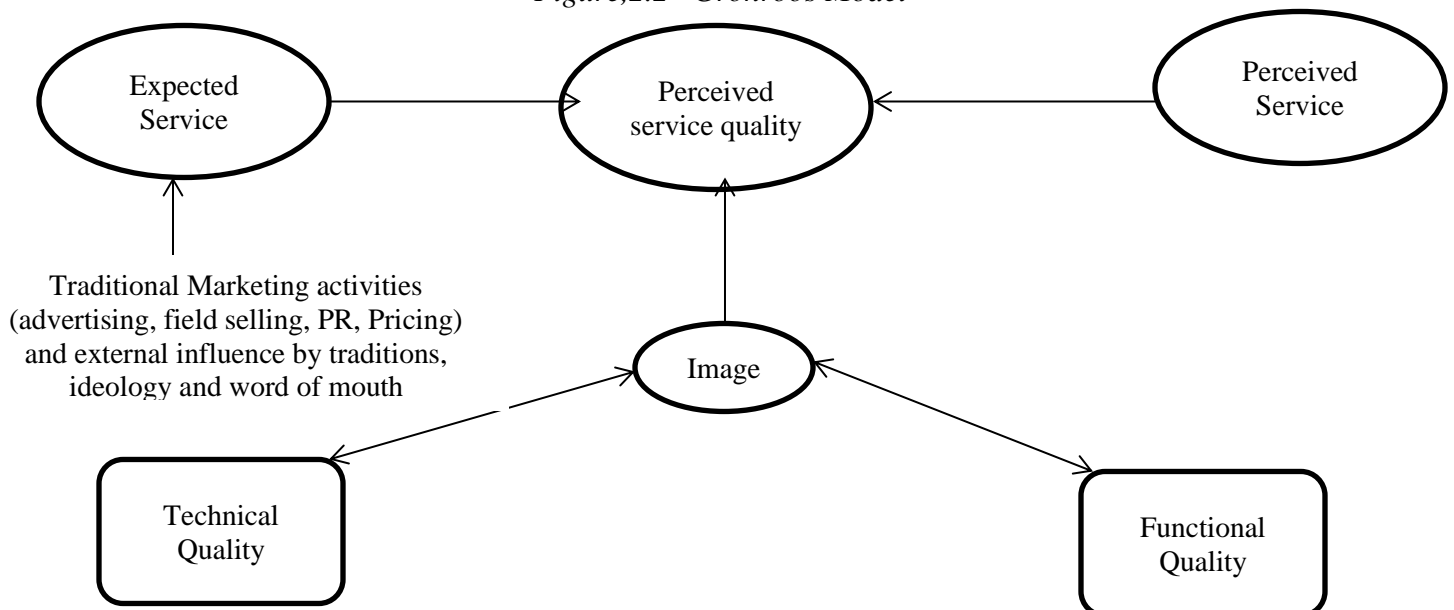 Expected
Service
Perceived
service quality
Perceived
Service
Traditional Marketing activities
(advertising, field selling, PR, Pricing)
and external influence by traditions,
ideology and word of mouth
Image
Technical
Quality
Functional
Quality